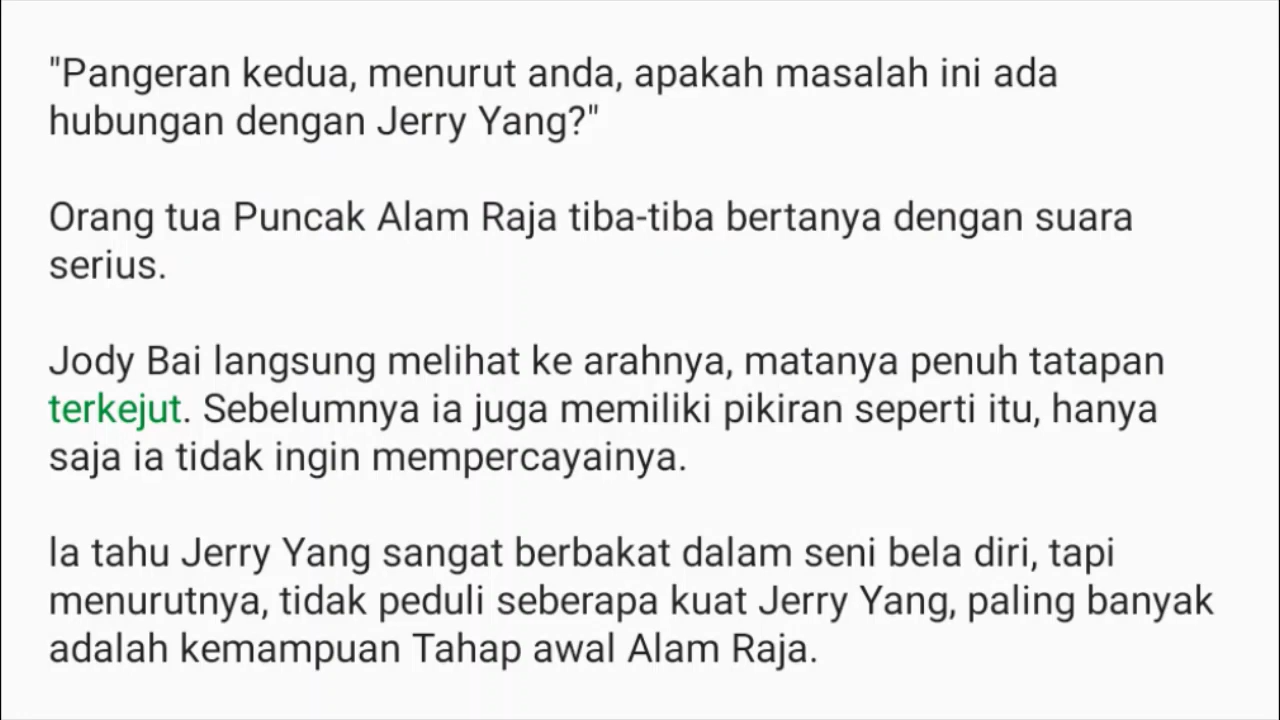 "Pangeran kedua, menurut anda, apakah masalah ini ada
hubungan dengan Jerry Yang?"
Orang tua Puncak Alam Raja tiba-tiba bertanya dengan suara
serius.
Jody Bai langsung melihat ke arahnya, matanya penuh tatapan
terkejut. Sebelumnya ia juga memiliki pikiran seperti itu, hanya
saja ia tidak ingin mempercayainya.
Ia tahu Jerry Yang sangat berbakat dalam seni bela diri, tapi
menurutnya, tidak peduli seberapa kuat Jerry Yang, paling banyak
adalah kemampuan Tahap awal Alam Raja.